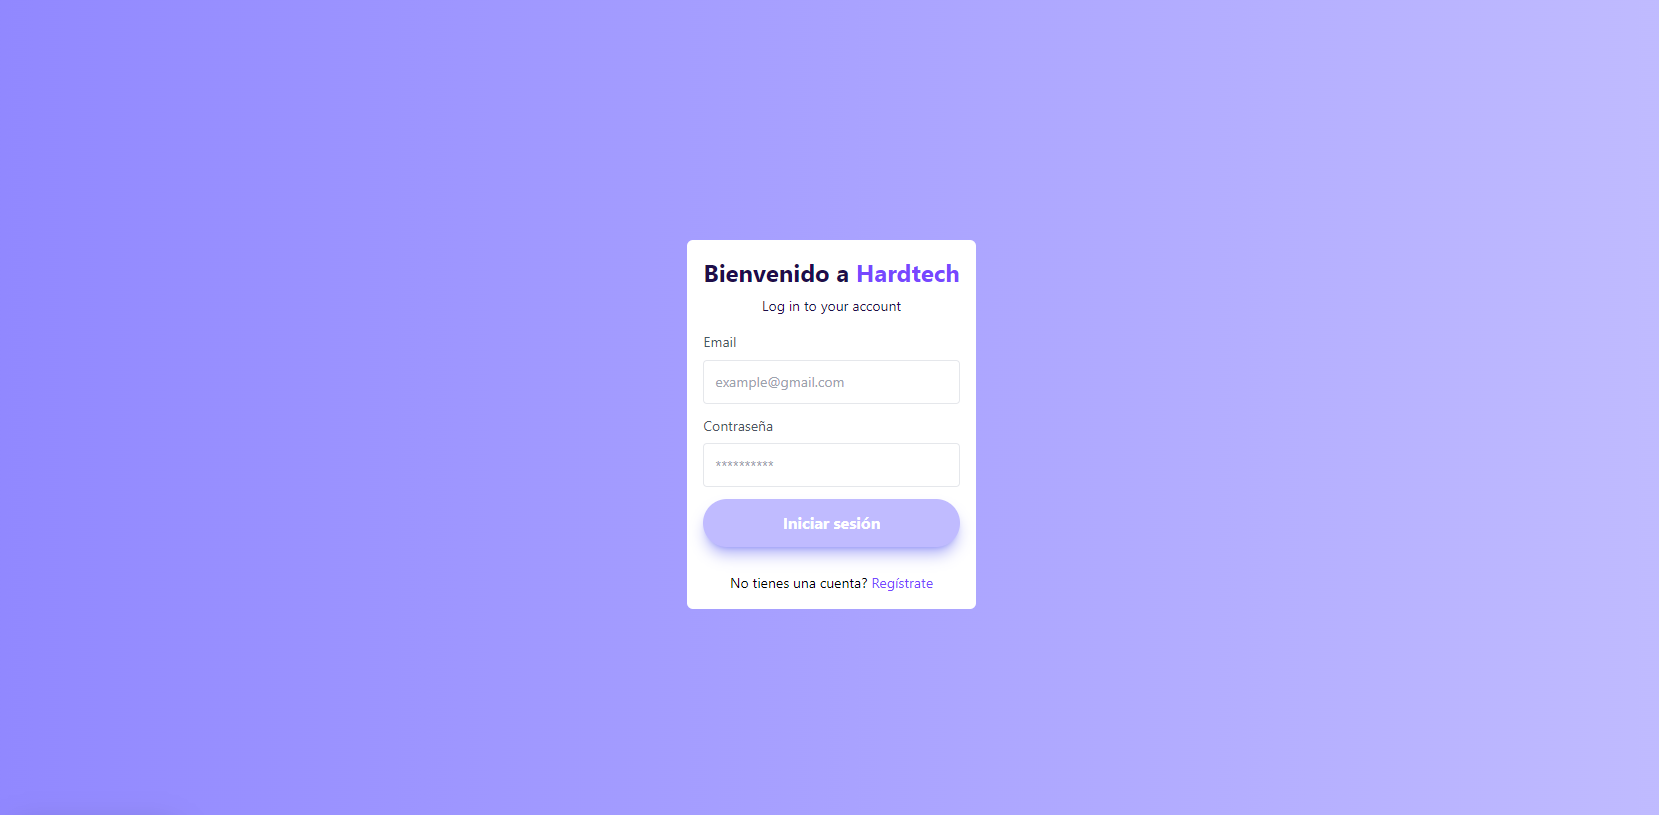 Bienvenido a Hardtech
Log in to your account
Email
example@gmail.com
Contraseña
**********
Iniciar sesión
No tienes una cuenta? Regístrate